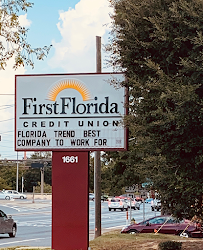 FirstFlorida
CREDIT UNION
FLORIDA TREND BEST
COMPANY TO WORK FOR
1661